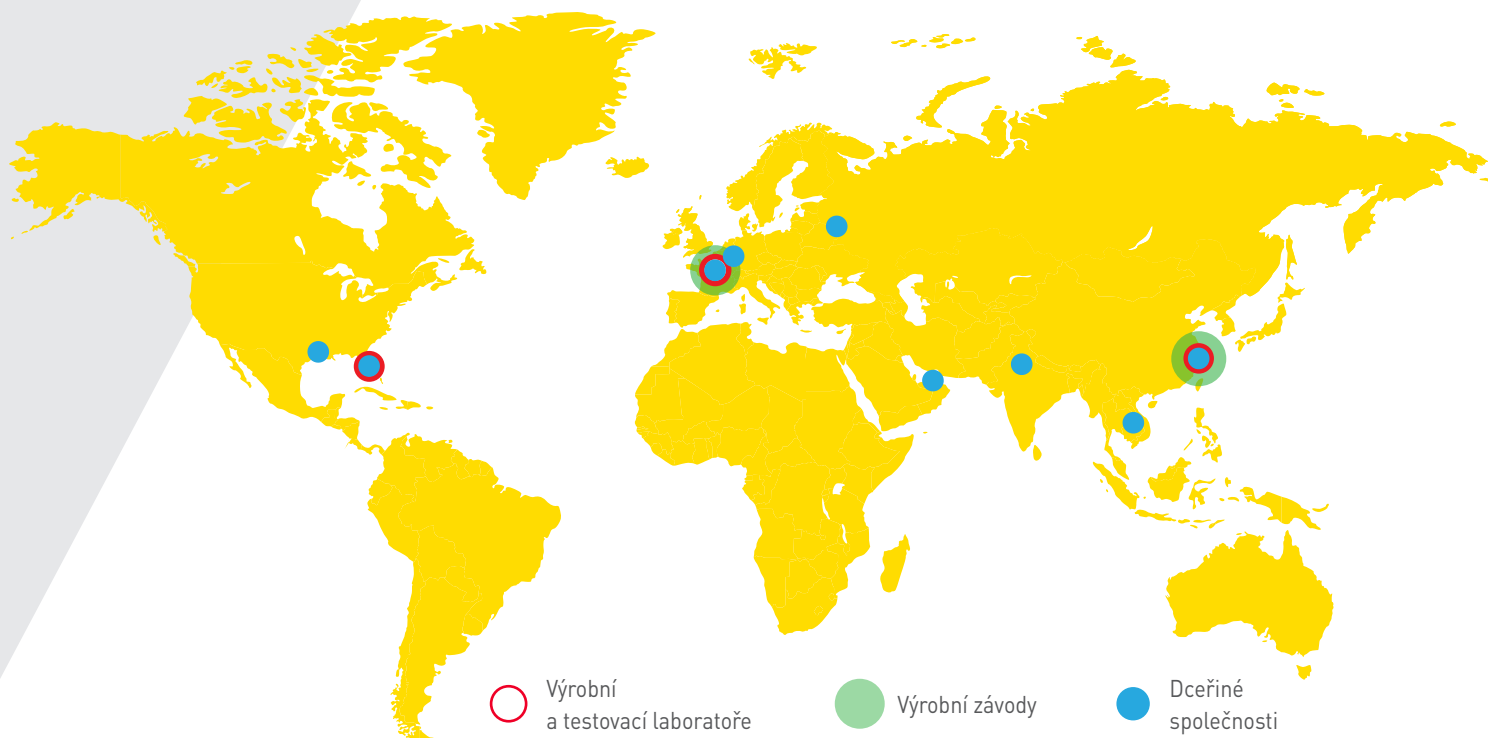 Výrobní
a testovací laboratoře
Výrobní závody
Dceřiné
společnosti